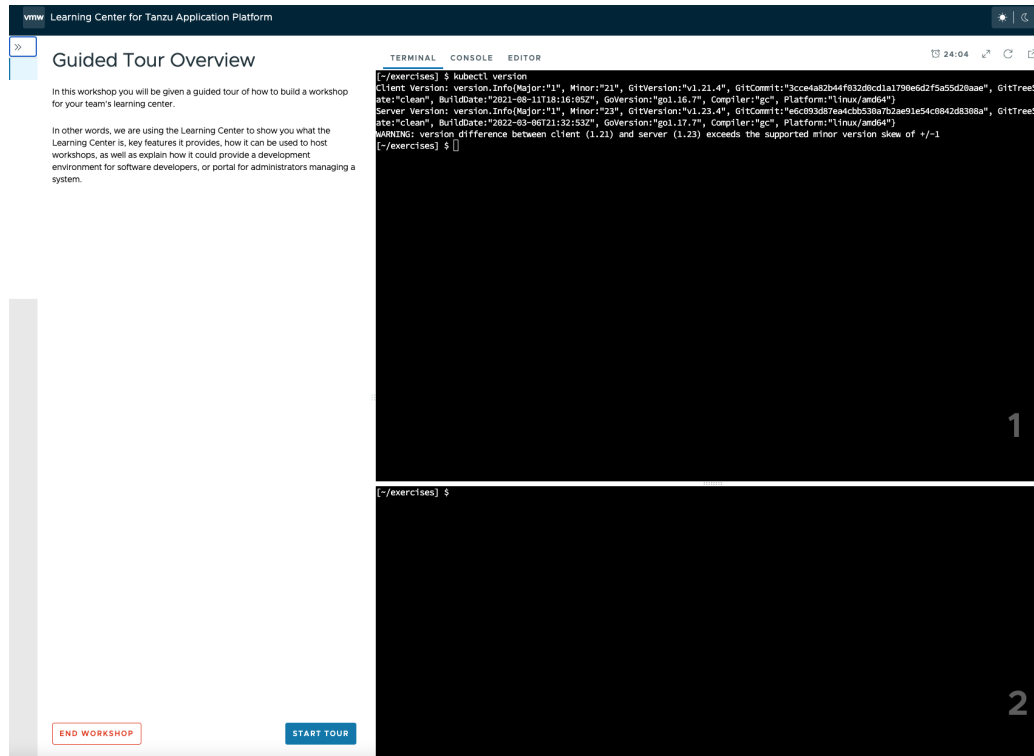 vmw Learning Center for Tanzu Application Platform
Guided Tour Overview
In this workshop you will be given a guided tour of how to build a workshop
for your team's learning center.
In other words, we are using the Learning Center to show you what the
Learning Center is, key features it provides, how it can be used to host
workshops, as well as explain how it could provide a development
environment for software developers, or portal for administrators managing a
system.
END WORKSHOP
START TOUR
TERMINAL CONSOLE EDITOR
24:04
[~/exercises] $ kubectl version
Client Version: version.Info{Major:"1", Minor:"21", GitVersion:"v1.21.4", GitCommit:"3cce4a82b44f032d0cd1a1790e6d2f5a55d20aae", GitTreeS
ate:"clean", BuildDate:"2021-08-11T18:16:05Z", GoVersion:"go1.16.7", Compiler:"gc", Platform:"linux/amd64"}
Server Version: version.Info{Major:"1", Minor:"23", GitVersion:"v1.23.4", GitCommit:"e6c093d87ea4cbb530a7b2ae91e54c0842d8308a", GitTreeS
ate:"clean", BuildDate:"2022-03-06T21:32:53Z", GoVersion:"go1.17.7", Compiler:"gc", Platform:"linux/amd64"}
WARNING: version difference between client (1.21) and server (1.23) exceeds the supported minor version skew of +/-1
[~/exercises] $
1
[~/exercises] $
2